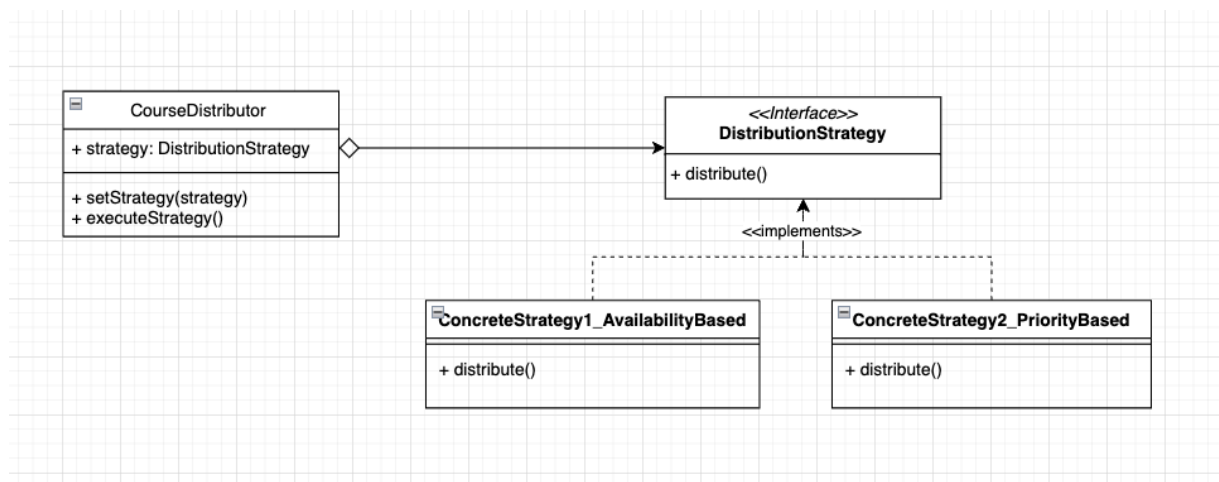 CourseDistributor
+ strategy: DistributionStrategy
+ setStrategy(strategy)
+ executeStrategy()
<<Interface>>
DistributionStrategy
+ distribute()
<<implements>>
ConcreteStrategy1_AvailabilityBased
+ distribute()
ConcreteStrategy2_PriorityBased
+ distribute()